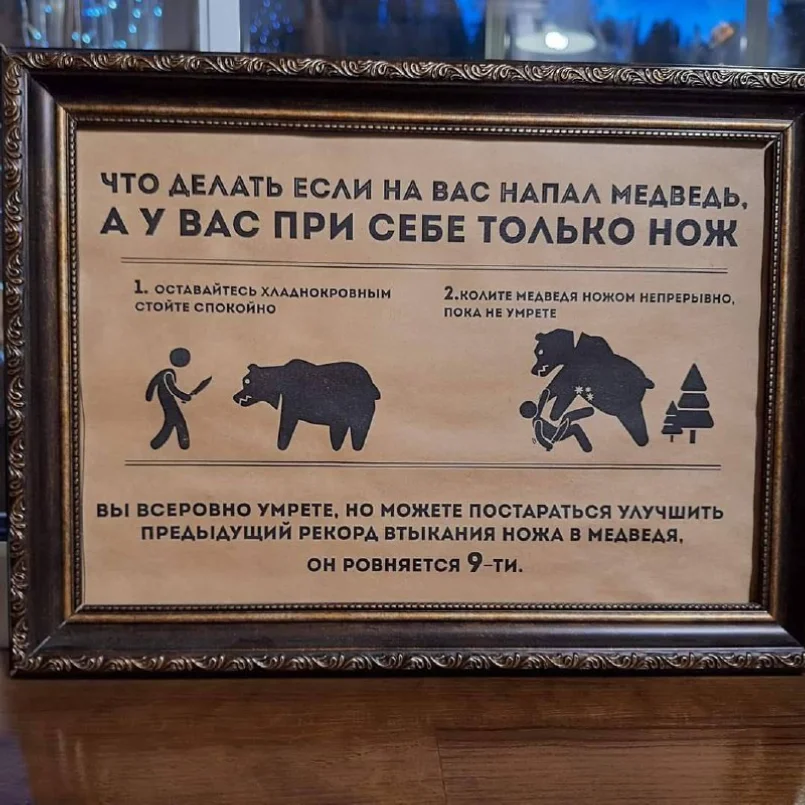 ЧТО ДЕЛАТЬ ЕСЛИ НА ВАС НАПАЛ МЕДВЕДЬ,
А У ВАС ПРИ СЕБЕ ТОЛЬКО НОЖ
1. ОСТАВАЙТЕСЬ ХЛАДНОКРОВНЫМ
СТОЙТЕ СПОКОЙНО
2.КОЛИТЕ МЕДВЕДЯ НОЖОМ НЕПРЕРЫВНО,
ПОКА НЕ УМРЕТЕ
ВЫ ВСЕРОВНО УМРЕТЕ, НО МОЖЕТЕ ПОСТАРАТЬСЯ УЛУЧШИТЬ
ПРЕДЫДУЩИЙ РЕКОРД ВТЫКАНИЯ НОЖА В МЕДВЕДЯ,
ОН РОВНЯЕТСЯ 9-ТИ.